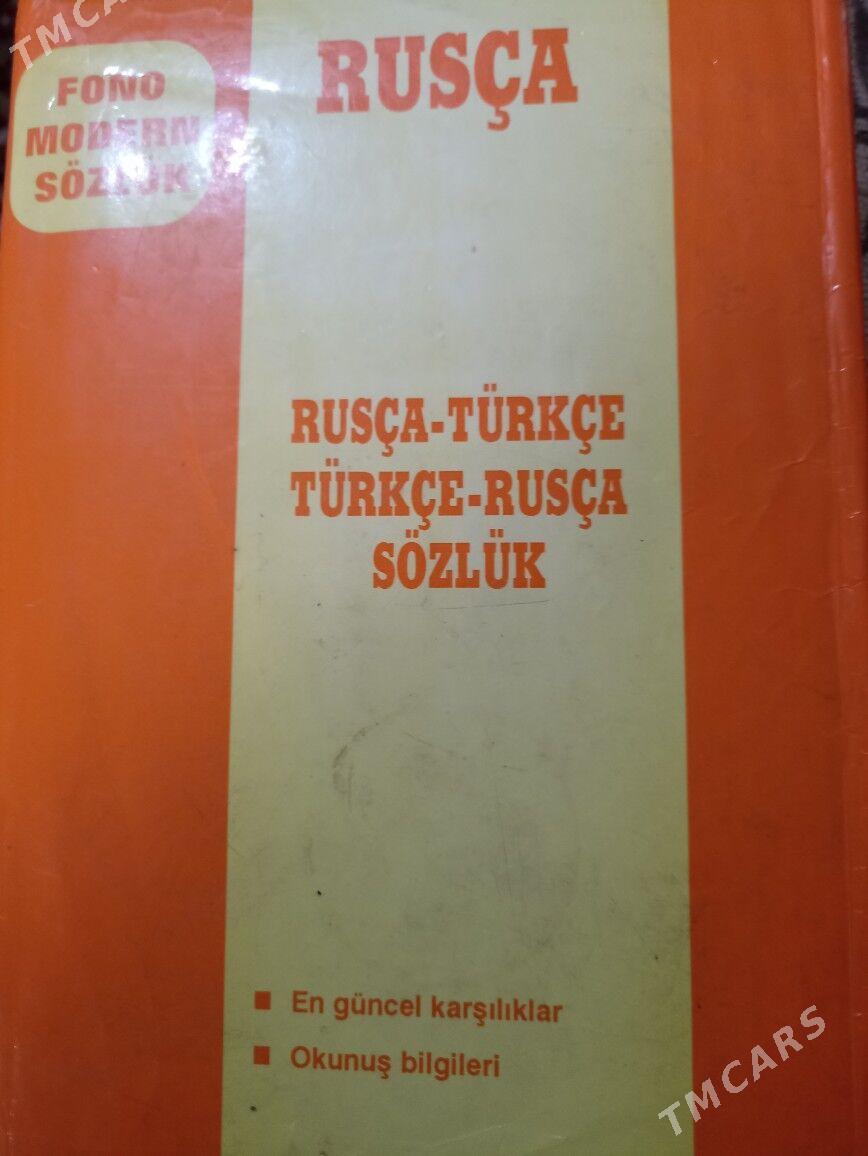 TMCARS
FONO
MODERN
SÖZLÜK
RUSÇA
RUSÇA-TÜRKÇE
TÜRKÇE-RUSÇA
SÖZLÜK
En güncel karşılıklar
Okunuş bilgileri
TMCARS